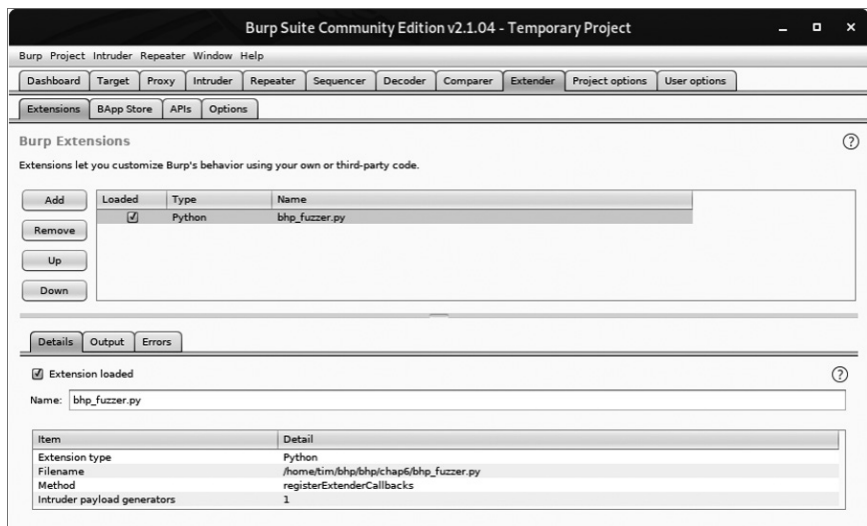 Burp Suite Community Edition v2.1.04 - Temporary Project
Burp Project Intruder Repeater Window Help
Dashboard Target Proxy Intruder Repeater Sequencer Decoder Comparer Extender Project options User options
Extensions BApp Store APIs Options
Burp Extensions
Extensions let you customize Burp's behavior using your own or third-party code.
Add Loaded Type Name
Python bhp_fuzzer.py
Remove
Up
Down
Details Output Errors
Extension loaded
Name: bhp_fuzzer.py
Item Detail
Extension type Python
Filename /home/tim/bhp/bhp/chap6/bhp_fuzzer.py
Method registerExtenderCallbacks
Intruder payload generators 1